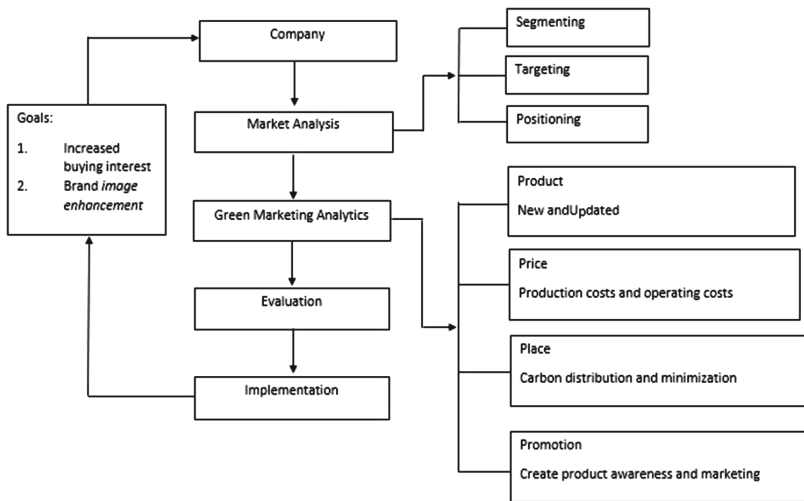 Company
Segmenting
Targeting
Positioning
Market Analysis
Goals:
1. Increased
buying interest
2. Brand image
enhancement
Green Marketing Analytics
Product
New andUpdated
Price
Production costs and operating costs
Evaluation
Place
Carbon distribution and minimization
Implementation
Promotion
Create product awareness and marketing